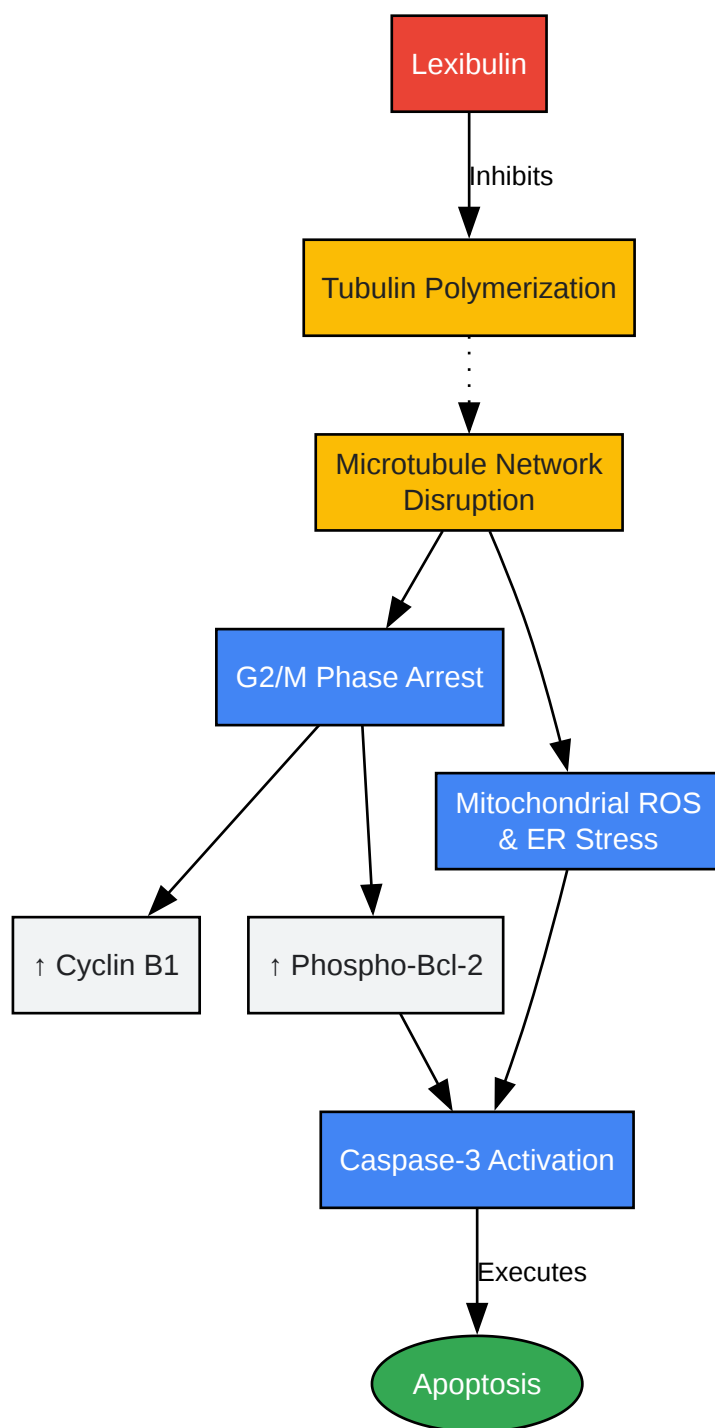 Lexibulin
Inhibits
Tubulin Polymerization
Microtubule Network
Disruption
G2/M Phase Arrest
Mitochondrial ROS
& ER Stress
↑ Cyclin B1
↑ Phospho-Bcl-2
Caspase-3 Activation
Executes
Apoptosis